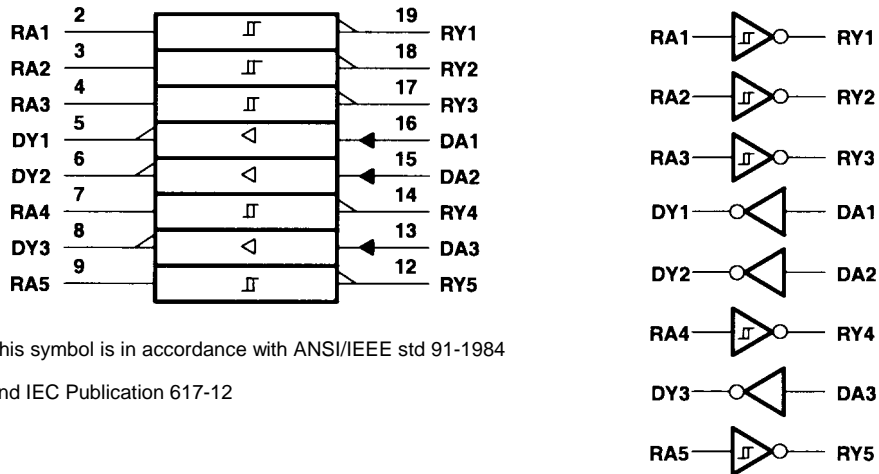 2 19
RA1 RY1
3 18
RA2 RY2
4 17
RA3 RY3
5 16
DY1 DA1
6 15
DY2 DA2
7 14
RA4 RY4
8 13
DY3 DA3
9 12
RA5 RY5
his symbol is in accordance with ANSI/IEEE std 91-1984
nd IEC Publication 617-12
RA1 RY1
RA2 RY2
RA3 RY3
DY1 DA1
DY2 DA2
RA4 RY4
DY3 DA3
RA5 RY5